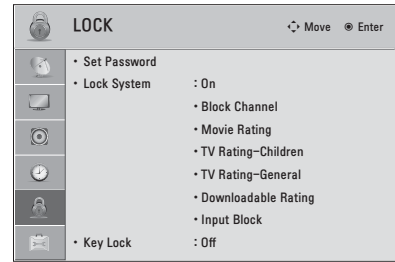 LOCK Move Enter
• Set Password
• Lock System : On
• Block Channel
• Movie Rating
• TV Rating-Children
• TV Rating-General
• Downloadable Rating
• Input Block
• Key Lock : Off